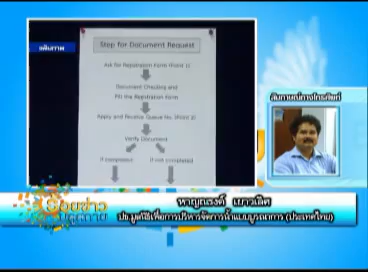 แฟ้มภาพ
Step for Document Request
Ask for Registration Form (Point 1)
Document Checking and
Fill the Registration Form
Apply and Receive Queue No. (Point 2)
Verify Document
If completed
If not completed
สัมภาษณ์ทางโทรศัพท์
หาญณรงค์ เยาวเลิศ
ปธ.มูลนิธิเพื่อการบริหารจัดการน้ำแบบบูรณาการ (ประเทศไทย)